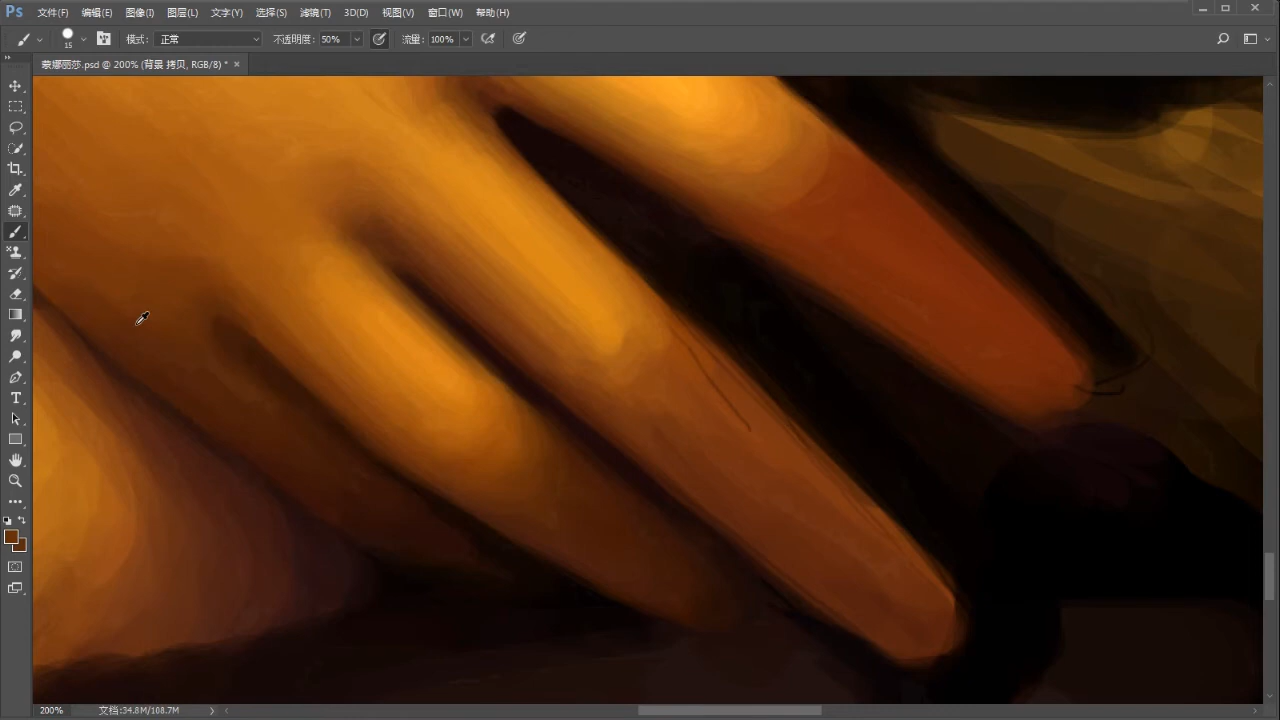 Ps 文件(F) 编辑(E) 图像(I) 图层(L) 文字(Y) 选择(S) 滤镜(T) 3D(D) 视图(V) 窗口(W) 帮助(H)
15 模式: 正常 不透明度: 50% 流量: 100%
蒙娜丽莎.psd @ 200% (背景 拷贝, RGB/8) * ×
T
200% 文档:34.8M/108.7M